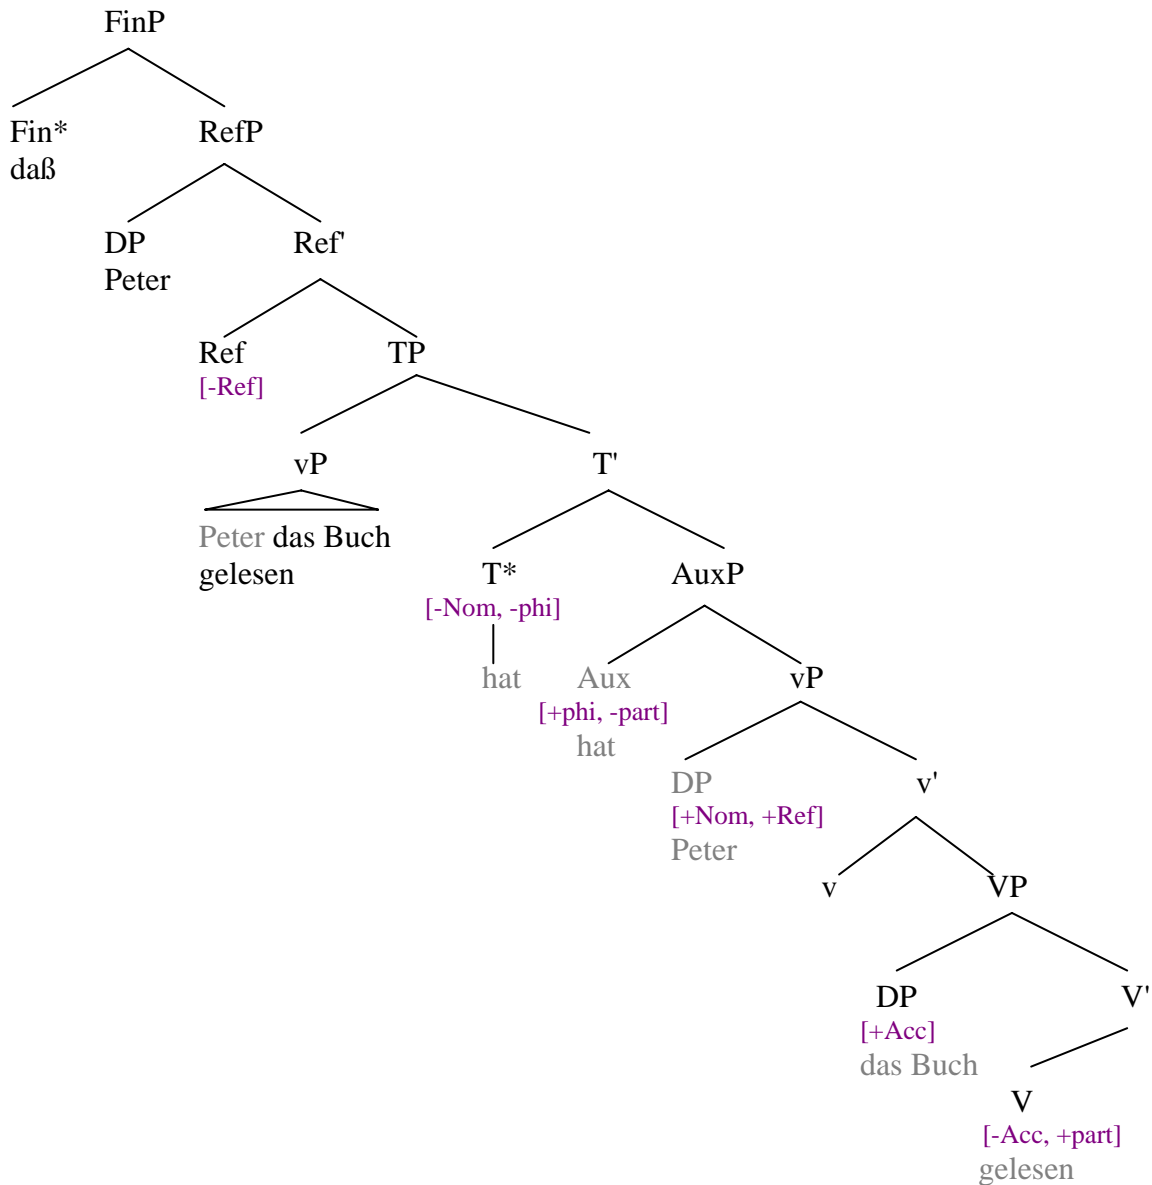 FinP
Fin* RefP
daß
DP Ref'
Peter
Ref TP
[-Ref]
vP T'
Peter das Buch
gelesen
T* AuxP
[-Nom, -phi]
hat Aux vP
[+phi, -part]
hat
DP v'
[+Nom, +Ref]
Peter
v VP
DP V'
[+Acc]
das Buch
V
[-Acc, +part]
gelesen